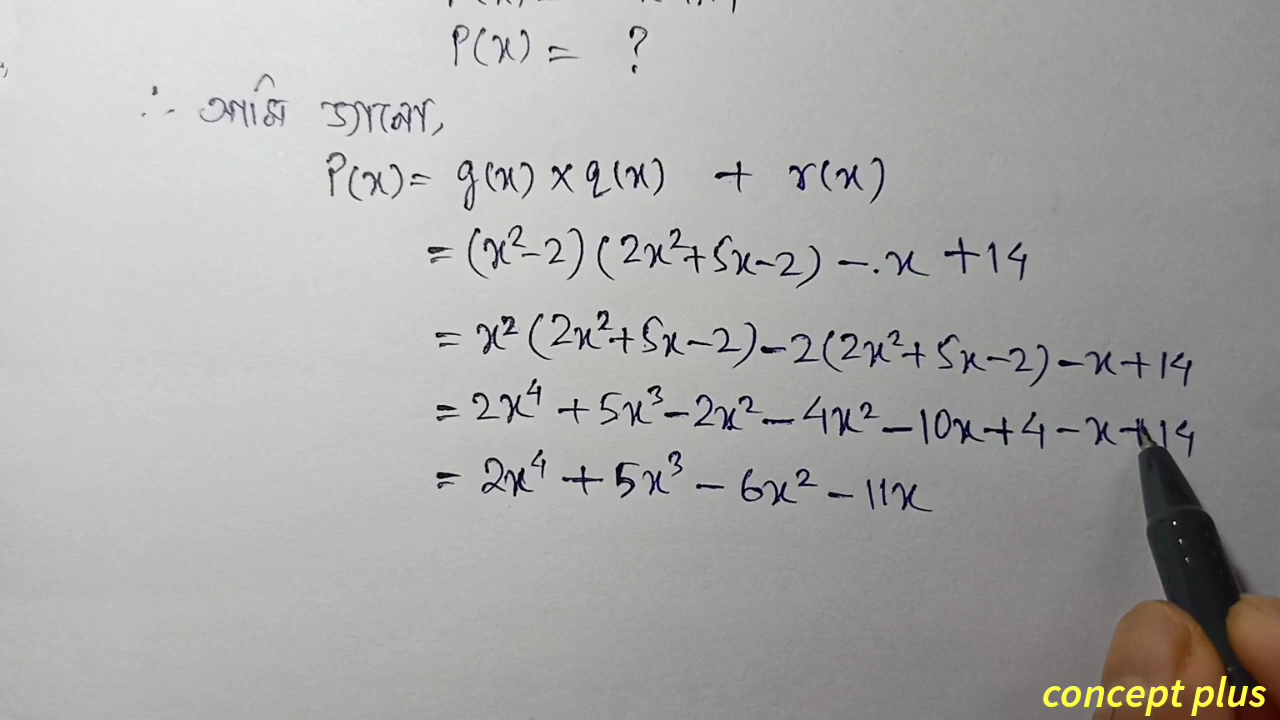 P(x) = ?
∴ আমি জানো,
P(x) = g(x) × q(x) + r(x)
= (x²-2) (2x²+5x-2) - x + 14
= x² (2x²+5x-2) - 2(2x²+5x-2) - x + 14
= 2x⁴ + 5x³ - 2x² - 4x² - 10x + 4 - x + 14
= 2x⁴ + 5x³ - 6x² - 11x
concept plus